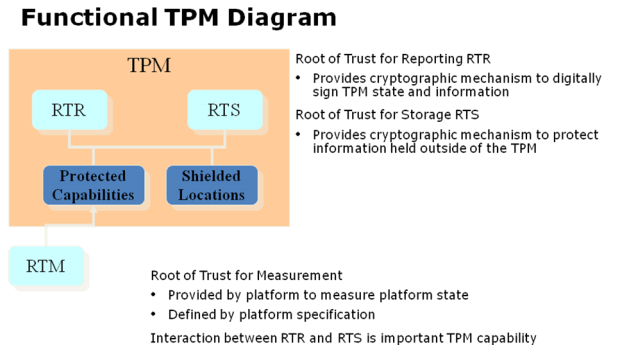 Functional TPM Diagram
TPM
RTR
RTS
Protected
Capabilities
Shielded
Locations
RTM
Root of Trust for Reporting RTR
• Provides cryptographic mechanism to digitally
sign TPM state and information
Root of Trust for Storage RTS
• Provides cryptographic mechanism to protect
information held outside of the TPM
Root of Trust for Measurement
• Provided by platform to measure platform state
• Defined by platform specification
Interaction between RTR and RTS is important TPM capability